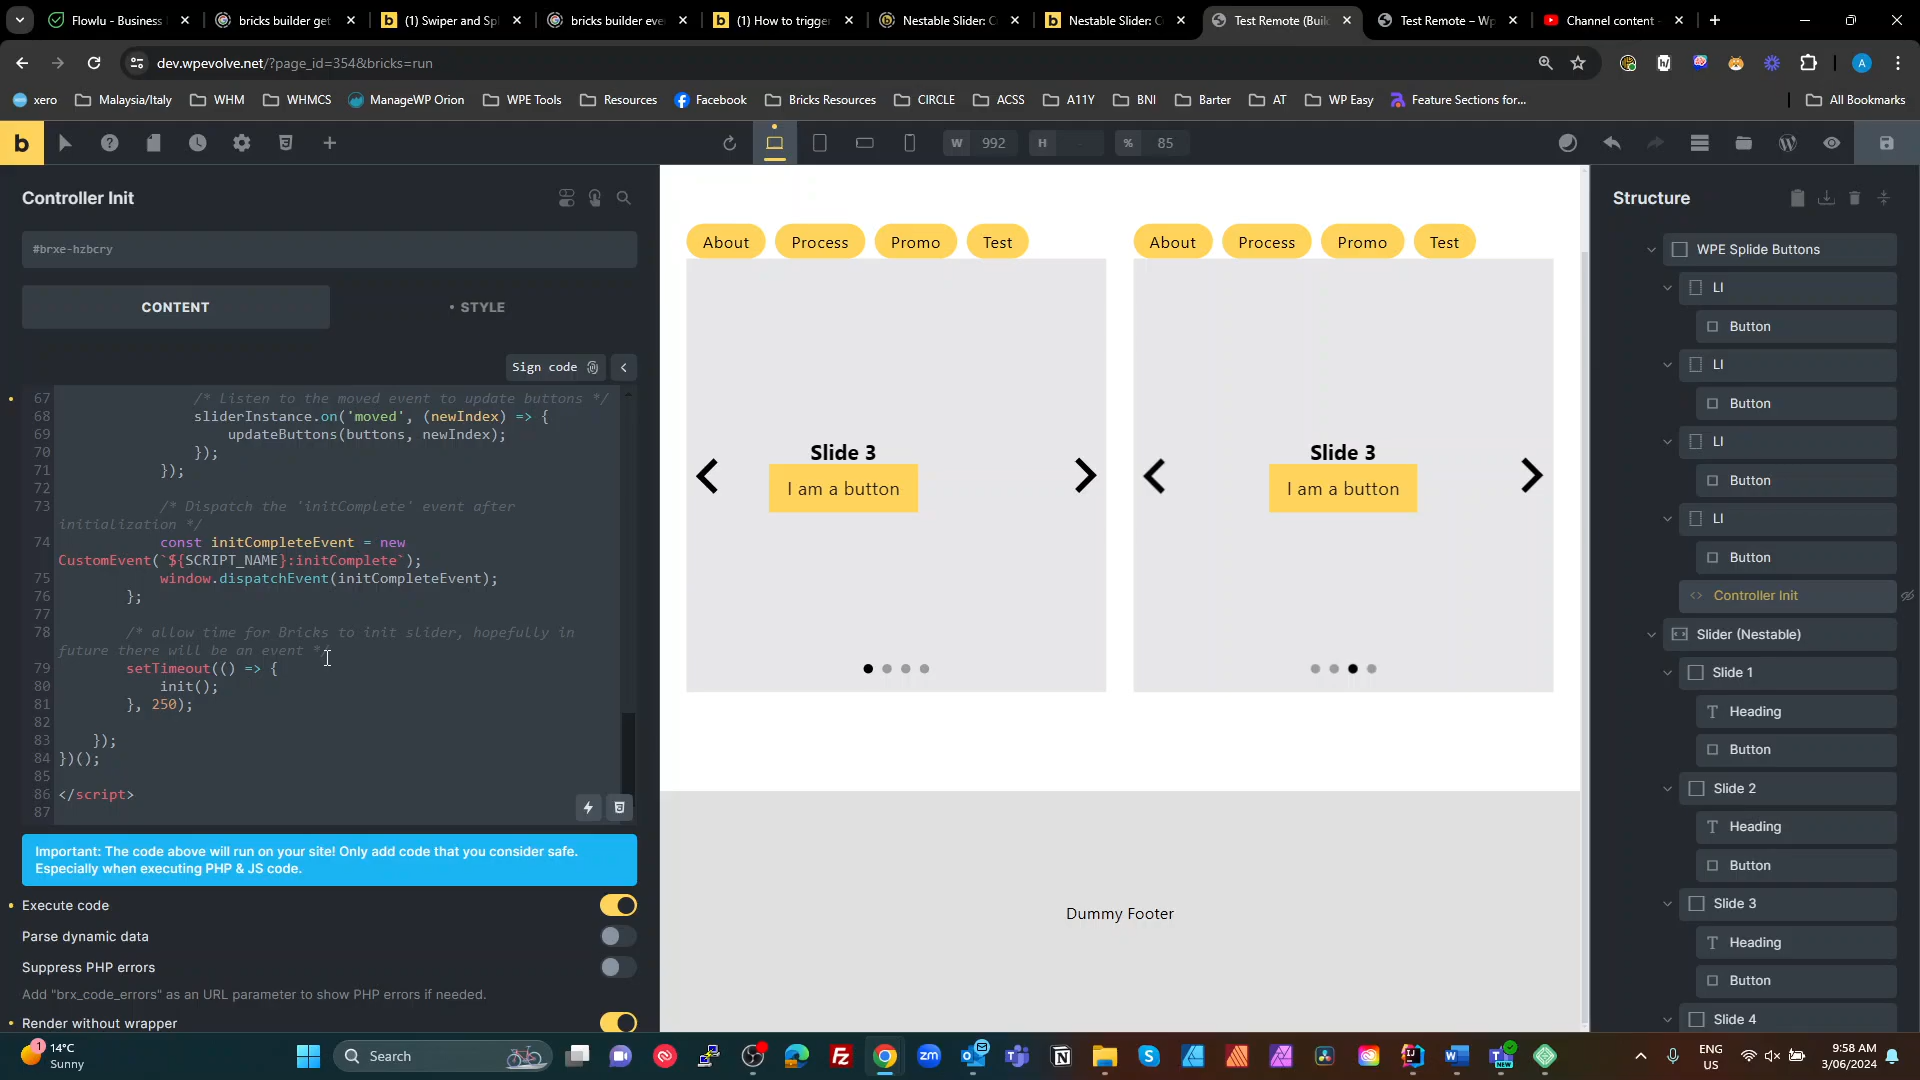 Flowlu - Business
bricks builder get
(1) Swiper and Spl
bricks builder eve
(1) How to trigger
Nestable Slider: C
Nestable Slider: C
Test Remote (Buil
Test Remote – Wp
Channel content -
dev.wpevolve.net/?page_id=354&bricks=run
xero
Malaysia/Italy
WHM
WHMCS
ManageWP Orion
WPE Tools
Resources
Facebook
Bricks Resources
CIRCLE
ACSS
A11Y
BNI
Barter
AT
WP Easy
Feature Sections for...
All Bookmarks
b
W 992
H -
% 85
Controller Init
#brxe-hzbcry
CONTENT
STYLE
Sign code
67 /* listen to the moved event to update buttons */
68 sliderInstance.on('moved', (newIndex) => {
69 updateButtons(buttons, newIndex);
70 });
71 });
72
73 /* Dispatch the 'initComplete' event after
initialization */
74 const initCompleteEvent = new
CustomEvent(`${SCRIPT_NAME}:initComplete`);
75 window.dispatchEvent(initCompleteEvent);
76 };
77
78 /* allow time for Bricks to init slider, hopefully in
future there will be an event */
79 setTimeout(() => {
80 init();
81 }, 250);
82
83 });
84 })();
85
86 </script>
87
Important: The code above will run on your site! Only add code that you consider safe.
Especially when executing PHP & JS code.
Execute code
Parse dynamic data
Suppress PHP errors
Add "brx_code_errors" as an URL parameter to show PHP errors if needed.
Render without wrapper
About
Process
Promo
Test
Slide 3
I am a button
About
Process
Promo
Test
Slide 3
I am a button
Dummy Footer
Structure
WPE Splide Buttons
LI
Button
LI
Button
LI
Button
LI
Button
Controller Init
Slider (Nestable)
Slide 1
Heading
Button
Slide 2
Heading
Button
Slide 3
Heading
Button
Slide 4
1
14°C
Sunny
Search
zm
NEW
ENG
US
9:58 AM
3/06/2024